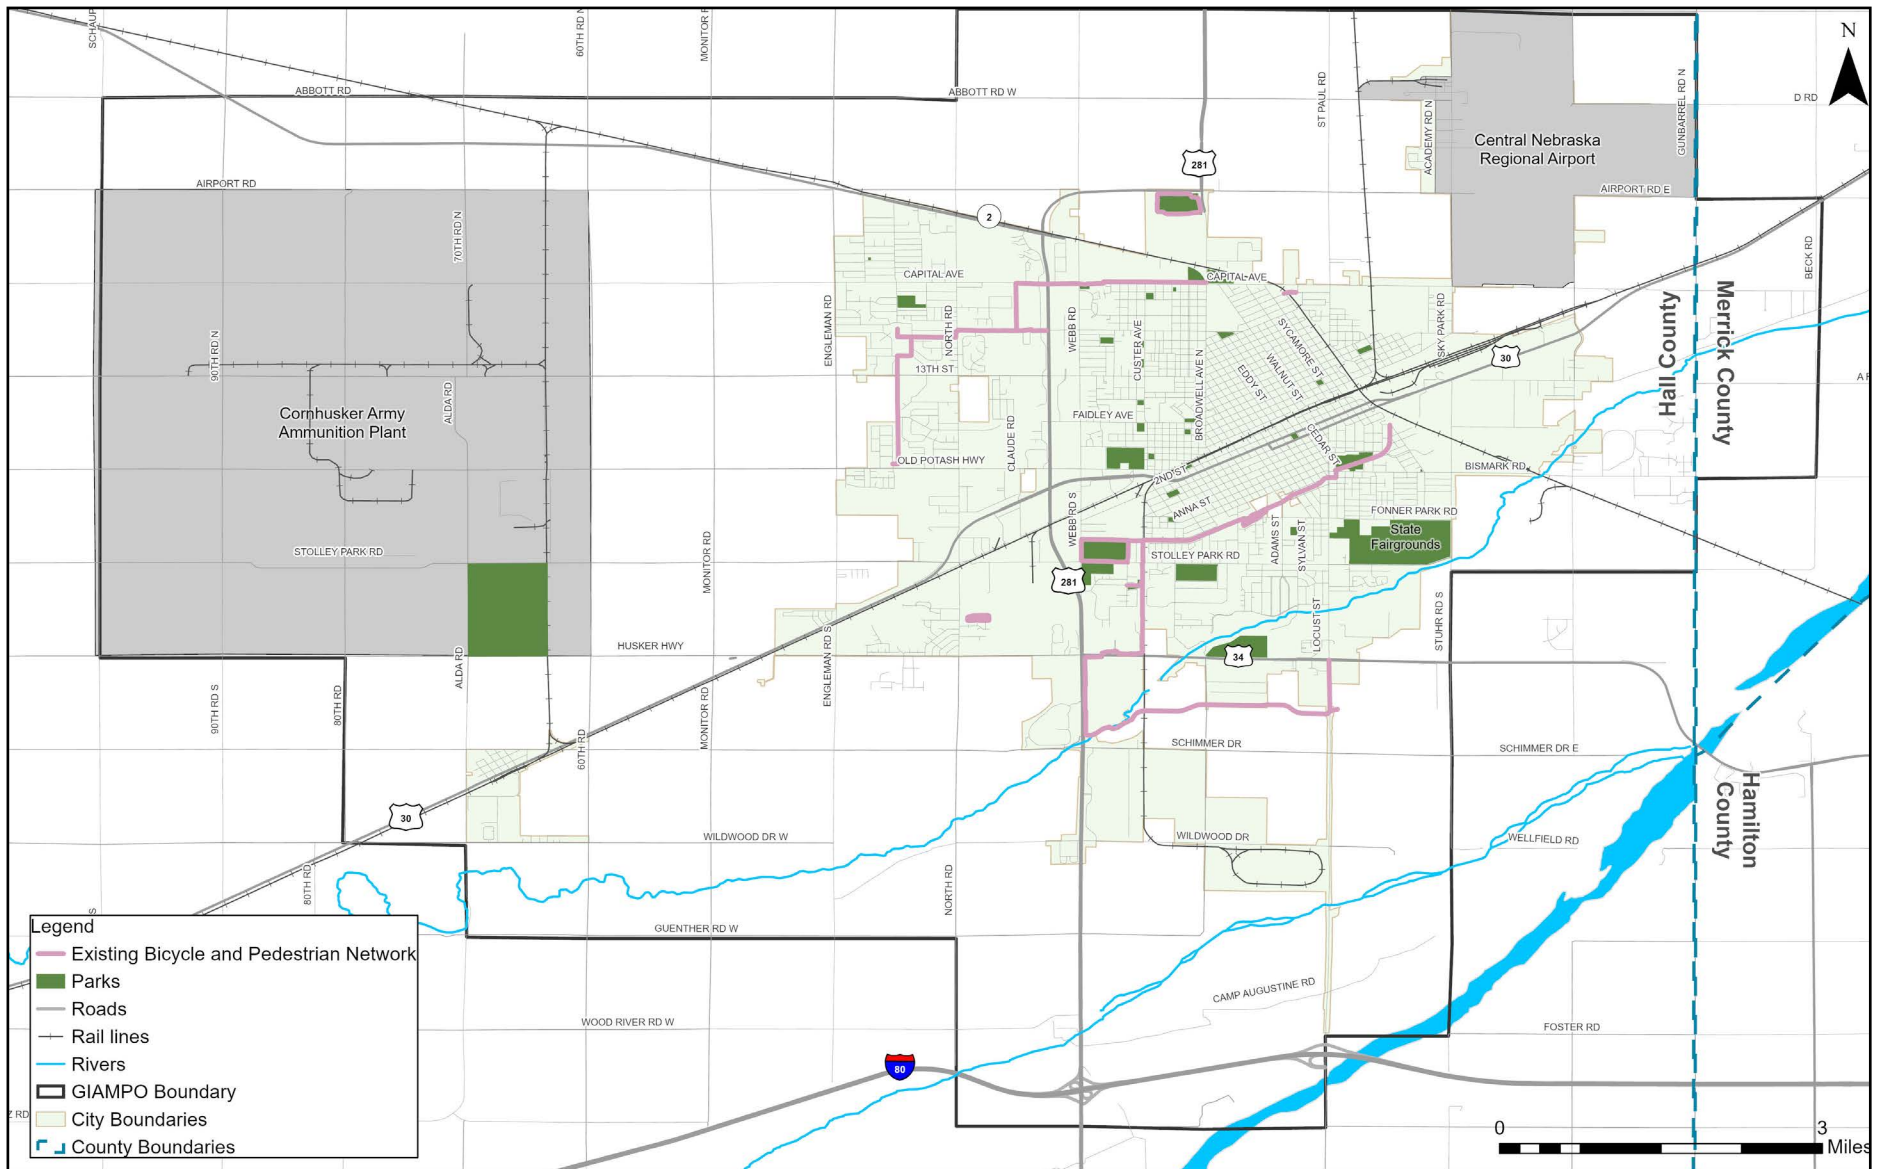 SCHAUP
60TH RD N
MONITOR R
N
ABBOTT RD
ABBOTT RD W
ST PAUL RD
ACADEMY RD N
GUNBARREL RD N
D RD
Central Nebraska
Regional Airport
281
AIRPORT RD
AIRPORT RD E
70TH RD N
2
BECK RD
CAPITAL AVE
CAPITAL AVE
ENGLEMAN RD
NORTH RD
WEBB RD
CUSTER AVE
SYCAMORE ST
WALNUT ST
EDDY ST
SKY PARK RD
30
Hall County
Merrick County
90TH RD N
13TH ST
BROADWELL AVE N
ALDA RD
Cornhusker Army
Ammunition Plant
FAIDLEY AVE
CLAUDE RD
CEDAR ST
OLD POTASH HWY
2ND ST
BISMARK RD
ANNA ST
WEBB RD S
FONNER PARK RD
State
Fairgrounds
ADAMS ST
SYLVAN ST
STOLLEY PARK RD
STOLLEY PARK RD
MONITOR RD
281
LOCUST ST
STUHR RD S
HUSKER HWY
ENGLEMAN RD S
34
ALDA RD
90TH RD S
80TH RD
MONITOR RD
60TH RD
SCHIMMER DR
SCHIMMER DR E
Hamilton
County
30
WILDWOOD DR W
WILDWOOD DR
WELLFIELD RD
80TH RD
NORTH RD
S
GUENTHER RD W
CAMP AUGUSTINE RD
WOOD RIVER RD W
FOSTER RD
80
Z RD
Legend
Existing Bicycle and Pedestrian Network
Parks
Roads
Rail lines
Rivers
GIAMPO Boundary
City Boundaries
County Boundaries
0 3
Miles